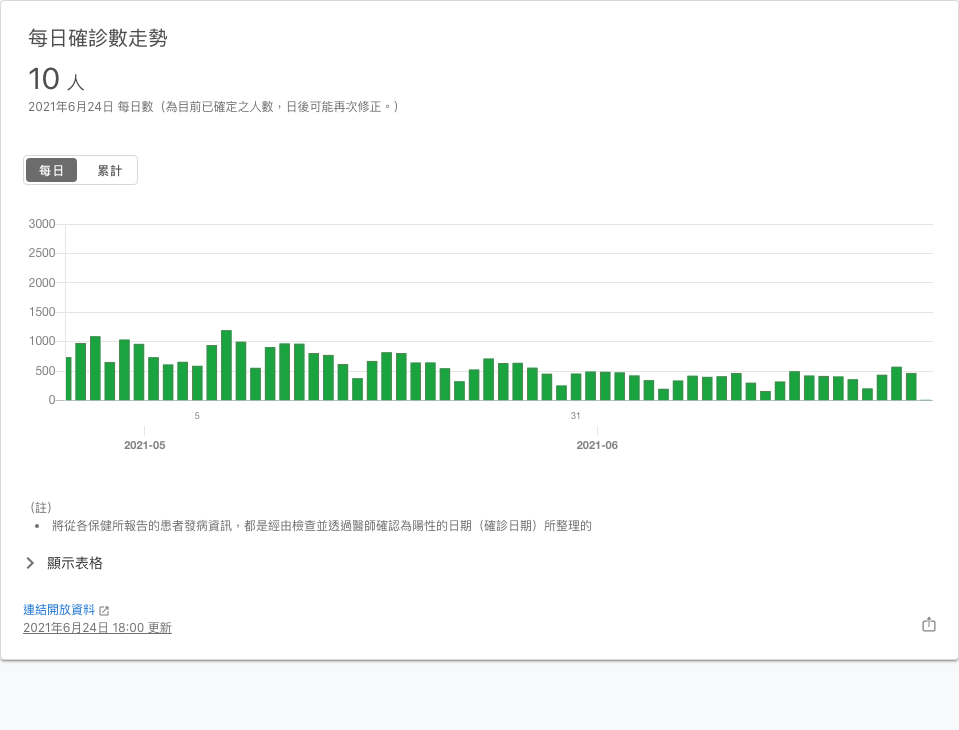 每日確診數走勢
10 人
2021年6月24日 每日數（為目前已確定之人數，日後可能再次修正。）
每日 累計
3000
2500
2000
1500
1000
500
0
5 31
2021-05 2021-06
（註）
• 將從各保健所報告的患者發病資訊，都是經由檢查並透過醫師確認為陽性的日期（確診日期）所整理的
顯示表格
連結開放資料
2021年6月24日 18:00 更新